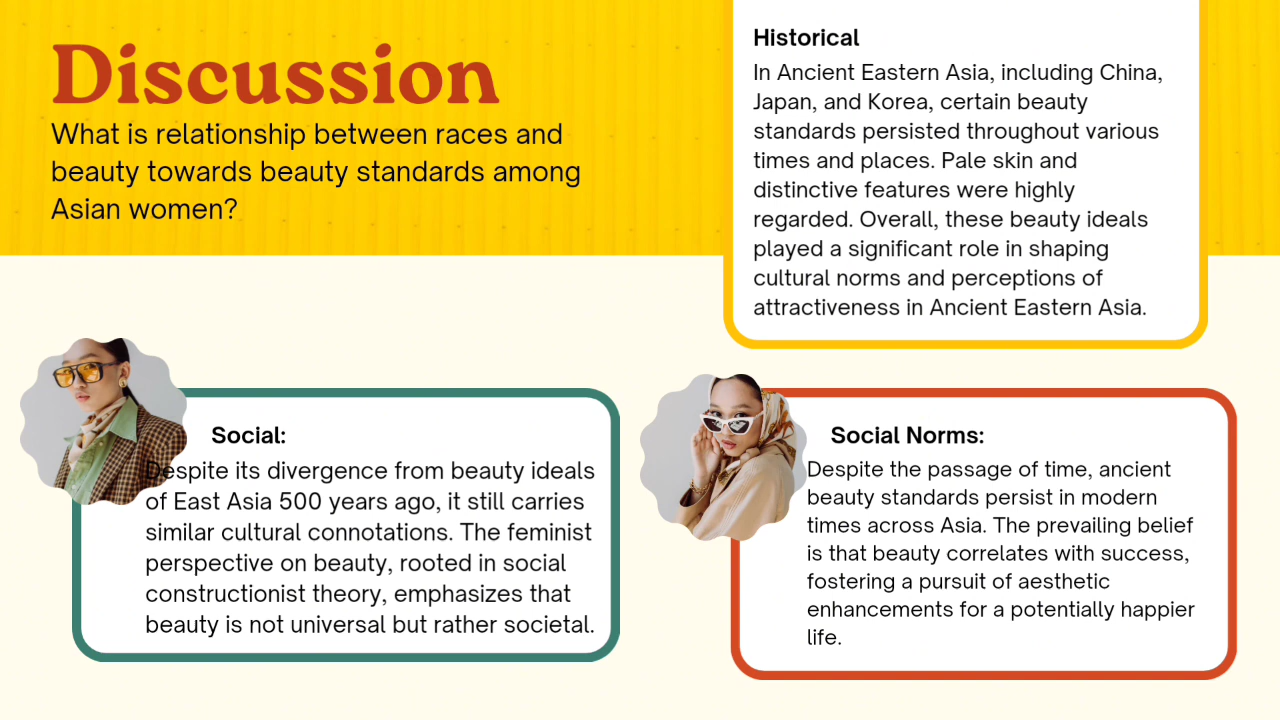 Discussion
What is relationship between races and
beauty towards beauty standards among
Asian women?
Historical
In Ancient Eastern Asia, including China,
Japan, and Korea, certain beauty
standards persisted throughout various
times and places. Pale skin and
distinctive features were highly
regarded. Overall, these beauty ideals
played a significant role in shaping
cultural norms and perceptions of
attractiveness in Ancient Eastern Asia.
Social:
Despite its divergence from beauty ideals
of East Asia 500 years ago, it still carries
similar cultural connotations. The feminist
perspective on beauty, rooted in social
constructionist theory, emphasizes that
beauty is not universal but rather societal.
Social Norms:
Despite the passage of time, ancient
beauty standards persist in modern
times across Asia. The prevailing belief
is that beauty correlates with success,
fostering a pursuit of aesthetic
enhancements for a potentially happier
life.